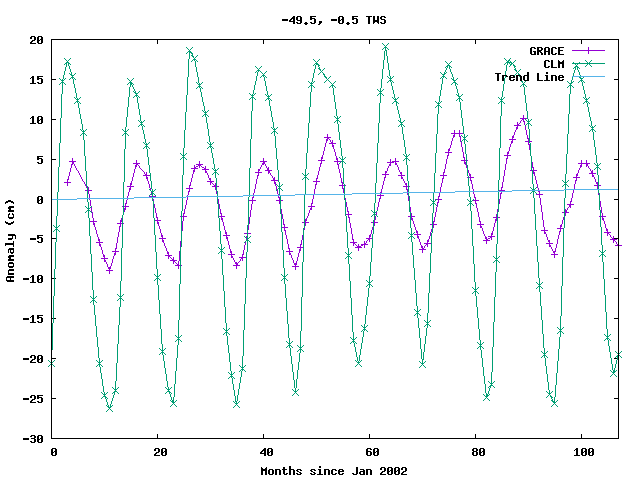 -49.5, -0.5 TWS
GRACE
CLM
Trend Line
20
15
10
5
0
-5
-10
-15
-20
-25
-30
Anomaly (cm)
0 20 40 60 80 100
Months since Jan 2002